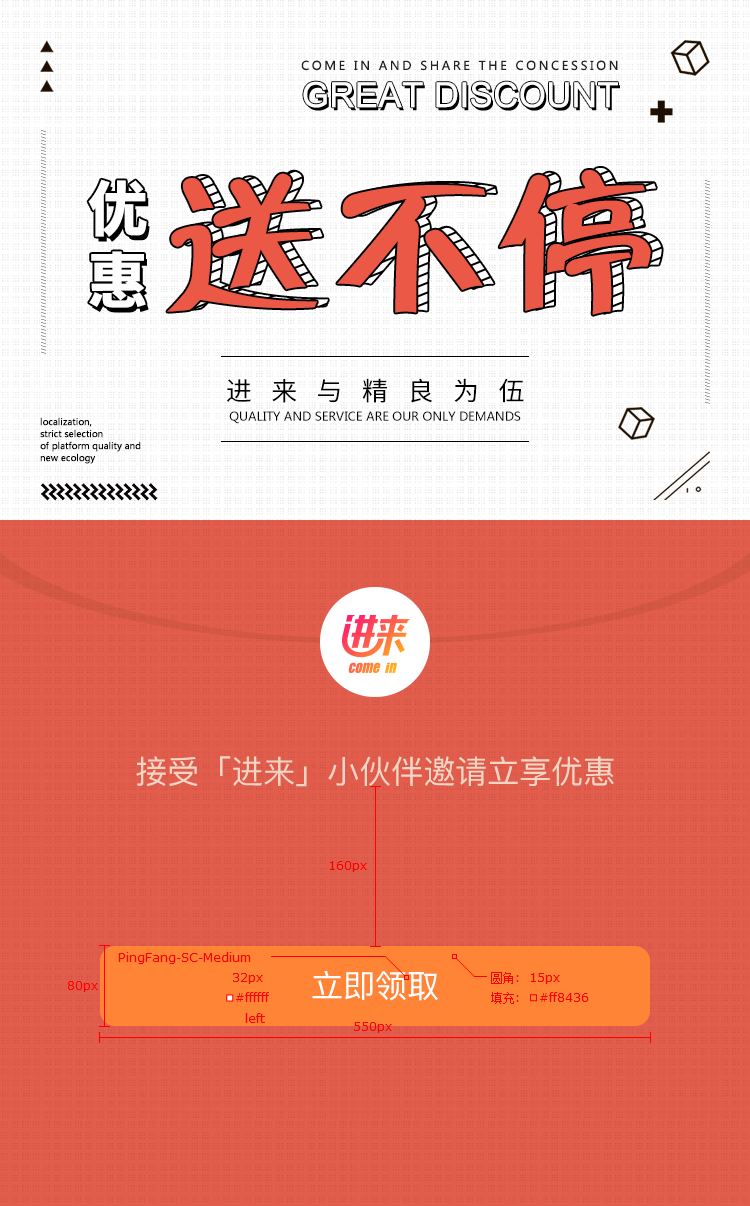 COME IN AND SHARE THE CONCESSION
GREAT DISCOUNT
优惠
送不停
进来与精良为伍
QUALITY AND SERVICE ARE OUR ONLY DEMANDS
localization,
strict selection
of platform quality and
new ecology
进来
come in
接受「进来」小伙伴邀请立享优惠
160px
PingFang-SC-Medium
32px
#ffffff
left
80px
立即领取
圆角： 15px
填充： #ff8436
550px